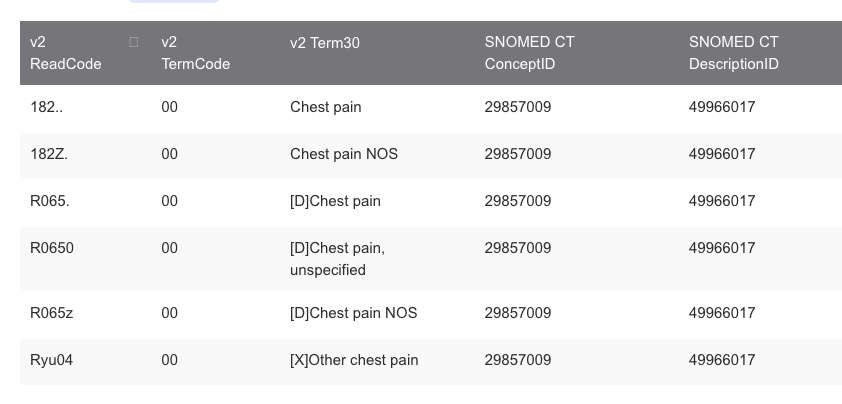 v2 ReadCode v2 TermCode v2 Term30 SNOMED CT ConceptID SNOMED CT DescriptionID
182.. 00 Chest pain 29857009 49966017
182Z. 00 Chest pain NOS 29857009 49966017
R065. 00 [D]Chest pain 29857009 49966017
R0650 00 [D]Chest pain, unspecified 29857009 49966017
R065z 00 [D]Chest pain NOS 29857009 49966017
Ryu04 00 [X]Other chest pain 29857009 49966017